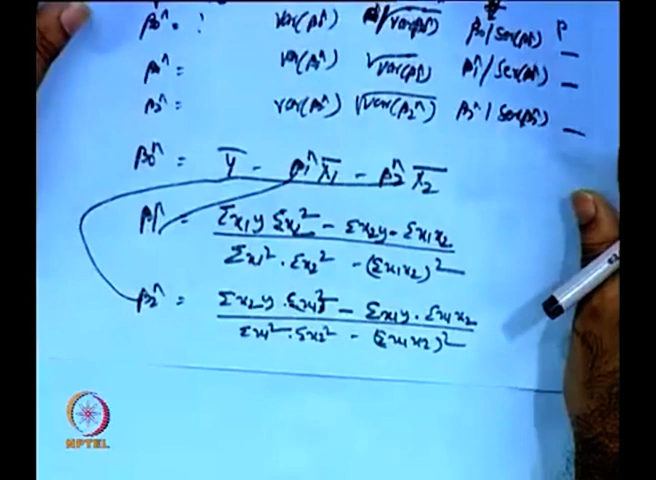 β0^ = : var(β0^) √var(β0^) β0^/se(β0^) P
β1^ = var(β1^) √var(β1^) β1^/se(β1^) —
β2^ = var(β2^) √var(β2^) β2^/se(β2^) —
β0^ = Y̅ - β1^ X̅1 - β2^ X̅2
β1^ = Σx1y Σx2² - Σx2y - Σx1x2
Σx1² . Σx2² - (Σx1x2)²
β2^ = Σx2y . Σx1² - Σx1y . Σx1x2
Σx1² . Σx2² - (Σx1x2)²
NPTEL